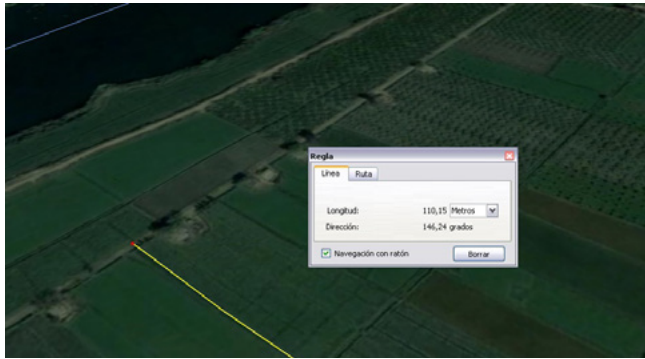 Regla
Línea Ruta
Longitud: 110,15 Metros
Dirección: 146,24 grados
Navegación con ratón Borrar